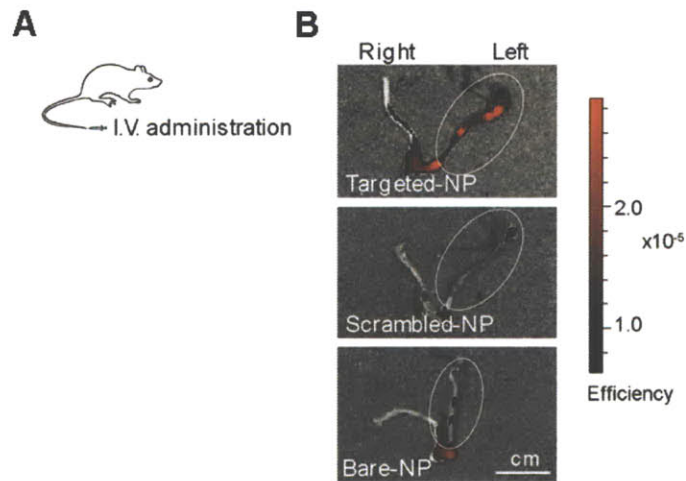 A
I.V. administration
B
Right Left
Targeted-NP
Scrambled-NP
Bare-NP
cm
2.0
x10⁻⁵
1.0
Efficiency